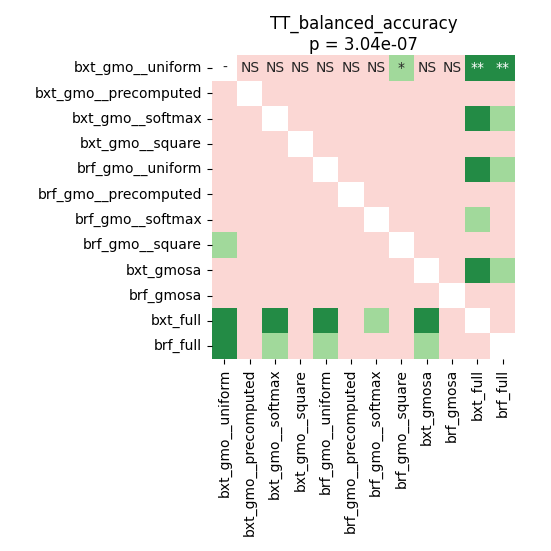 TT_balanced_accuracy
p = 3.04e-07
bxt_gmo__uniform - NS NS NS NS NS NS * NS NS ** **
bxt_gmo__precomputed
bxt_gmo__softmax
bxt_gmo__square
brf_gmo__uniform
brf_gmo__precomputed
brf_gmo__softmax
brf_gmo__square
bxt_gmosa
brf_gmosa
bxt_full
brf_full
bxt_gmo__uniform
bxt_gmo__precomputed
bxt_gmo__softmax
bxt_gmo__square
brf_gmo__uniform
brf_gmo__precomputed
brf_gmo__softmax
brf_gmo__square
bxt_gmosa
brf_gmosa
bxt_full
brf_full